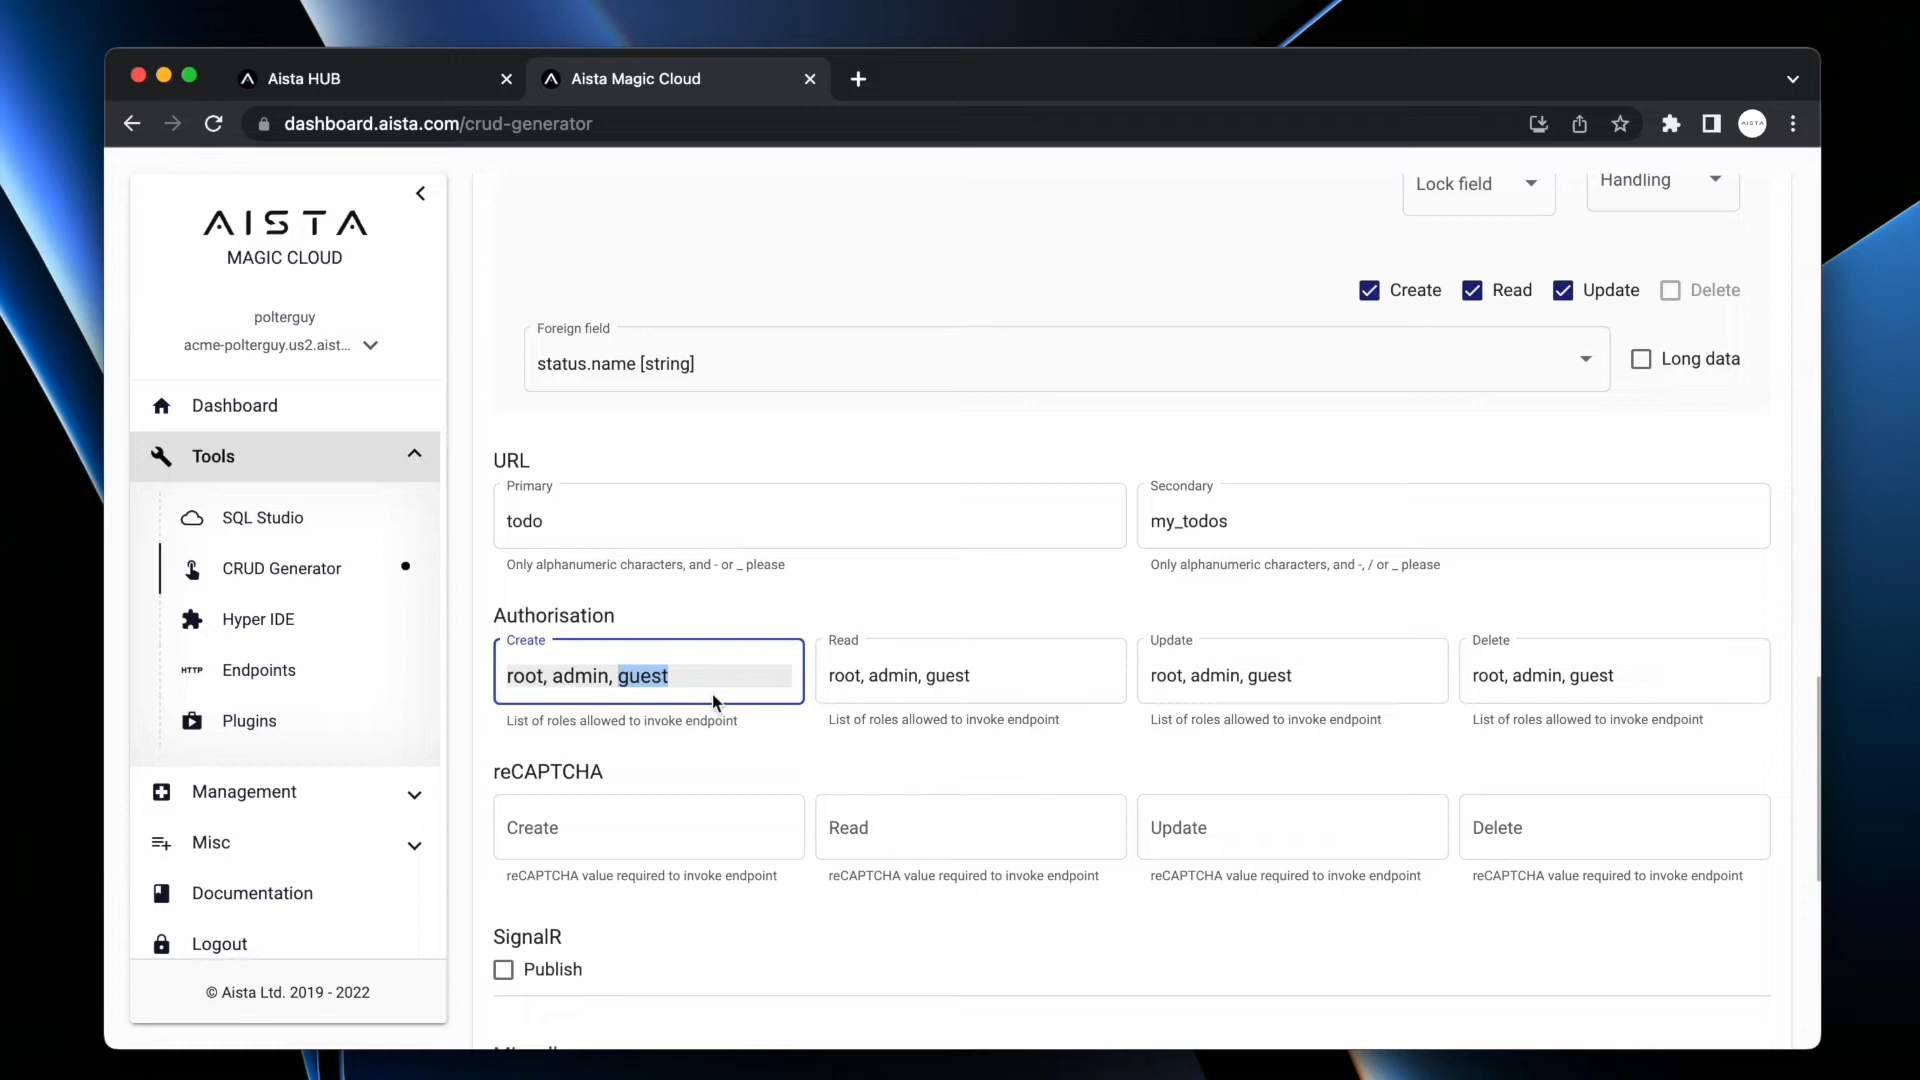 Aista HUB
Aista Magic Cloud
dashboard.aista.com/crud-generator
AISTA
AISTA
MAGIC CLOUD
polterguy
acme-polterguy.us2.aist...
Dashboard
Tools
SQL Studio
CRUD Generator
Hyper IDE
HTTP Endpoints
Plugins
Management
Misc
Documentation
Logout
© Aista Ltd. 2019 - 2022
Lock field
Handling
Create Read Update Delete
Foreign field
status.name [string]
Long data
URL
Primary
todo
Only alphanumeric characters, and - or _ please
Secondary
my_todos
Only alphanumeric characters, and -, / or _ please
Authorisation
Create
root, admin, guest
List of roles allowed to invoke endpoint
Read
root, admin, guest
List of roles allowed to invoke endpoint
Update
root, admin, guest
List of roles allowed to invoke endpoint
Delete
root, admin, guest
List of roles allowed to invoke endpoint
reCAPTCHA
Create
reCAPTCHA value required to invoke endpoint
Read
reCAPTCHA value required to invoke endpoint
Update
reCAPTCHA value required to invoke endpoint
Delete
reCAPTCHA value required to invoke endpoint
SignalR
Publish